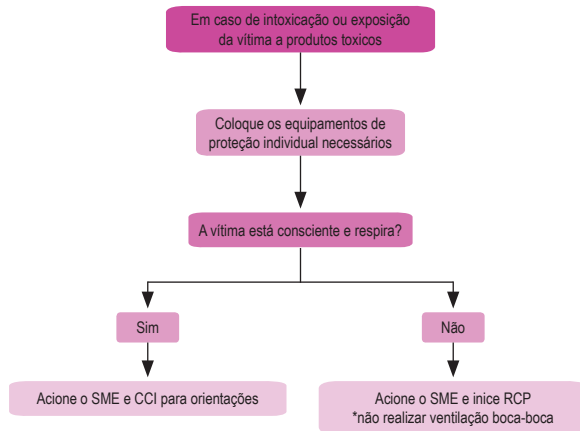 Em caso de intoxicação ou exposição
da vítima a produtos toxicos
Coloque os equipamentos de
proteção individual necessários
A vítima está consciente e respira?
Sim
Não
Acione o SME e CCI para orientações
Acione o SME e inice RCP
*não realizar ventilação boca-boca